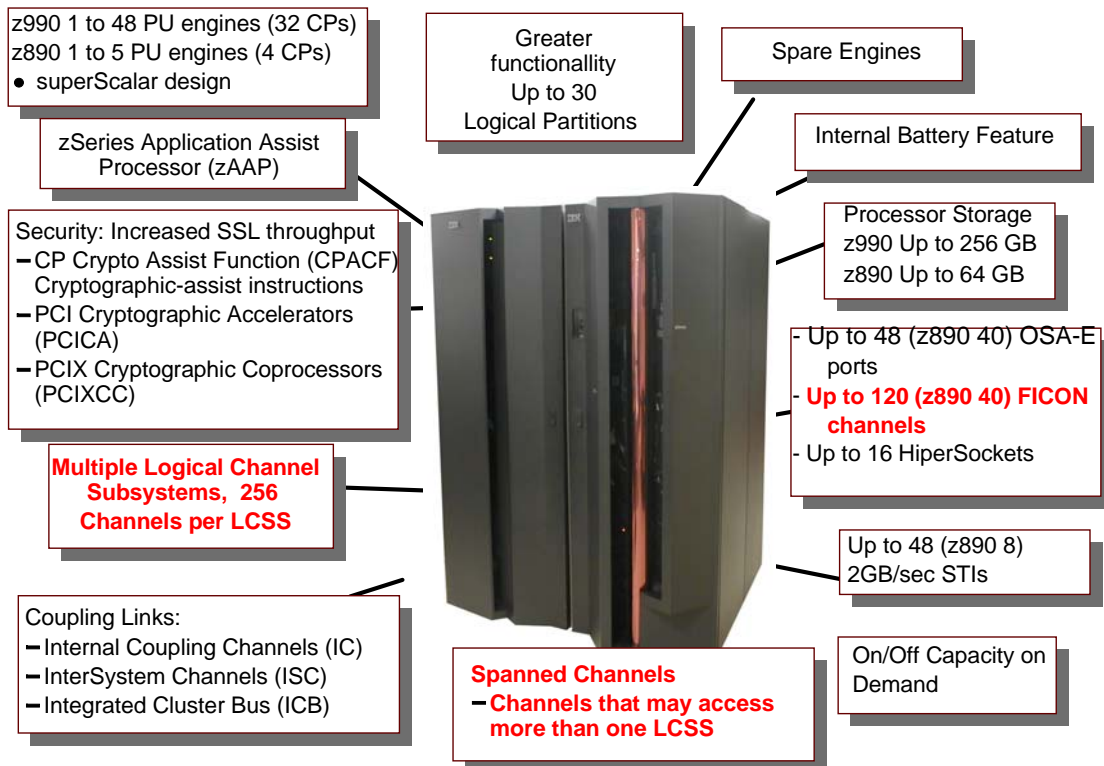 z990 1 to 48 PU engines (32 CPs)
z890 1 to 5 PU engines (4 CPs)
● superScalar design
Greater
functionallity
Up to 30
Logical Partitions
Spare Engines
zSeries Application Assist
Processor (zAAP)
Internal Battery Feature
Security: Increased SSL throughput
– CP Crypto Assist Function (CPACF)
Cryptographic-assist instructions
– PCI Cryptographic Accelerators
(PCICA)
– PCIX Cryptographic Coprocessors
(PCIXCC)
Processor Storage
z990 Up to 256 GB
z890 Up to 64 GB
- Up to 48 (z890 40) OSA-E
ports
- Up to 120 (z890 40) FICON
channels
- Up to 16 HiperSockets
Multiple Logical Channel
Subsystems, 256
Channels per LCSS
Up to 48 (z890 8)
2GB/sec STIs
Coupling Links:
– Internal Coupling Channels (IC)
– InterSystem Channels (ISC)
– Integrated Cluster Bus (ICB)
Spanned Channels
– Channels that may access
more than one LCSS
On/Off Capacity on
Demand
IBM
IBM